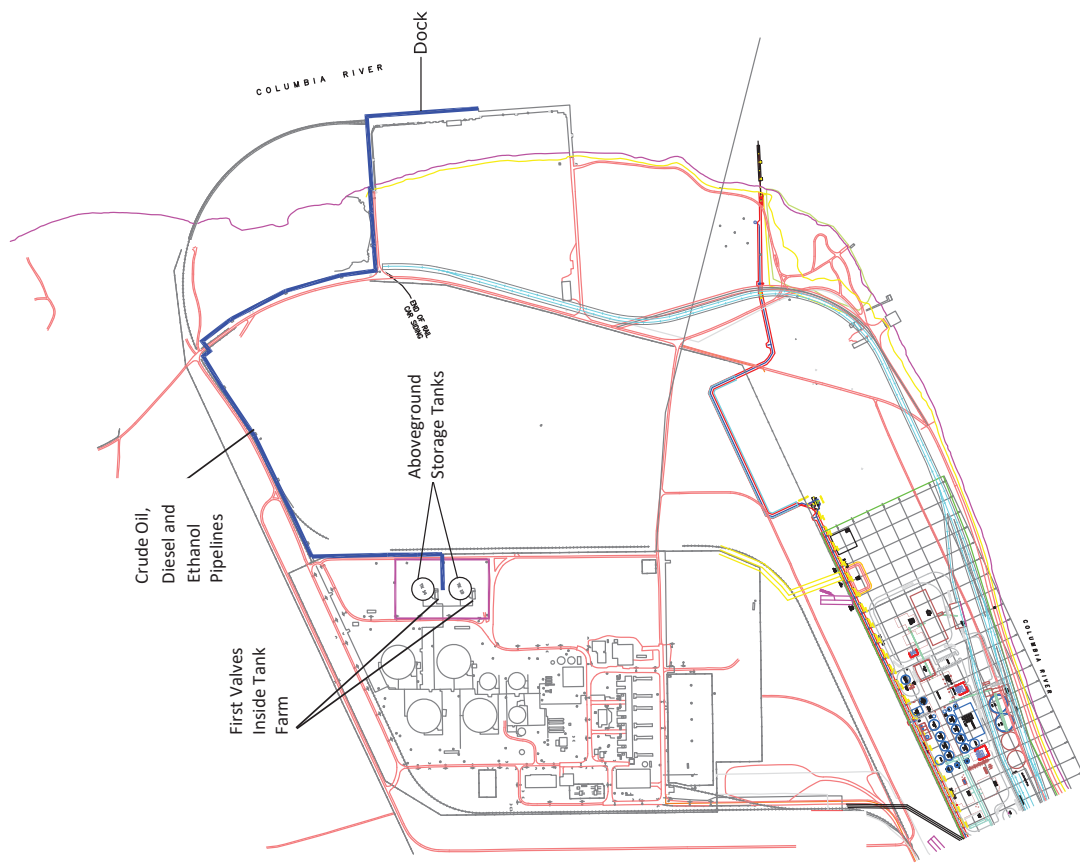 COLUMBIA RIVER
Dock
END OF RAIL
CAR SIDING
Aboveground
Storage Tanks
Crude Oil,
Diesel and
Ethanol
Pipelines
First Valves
Inside Tank
Farm
COLUMBIA RIVER